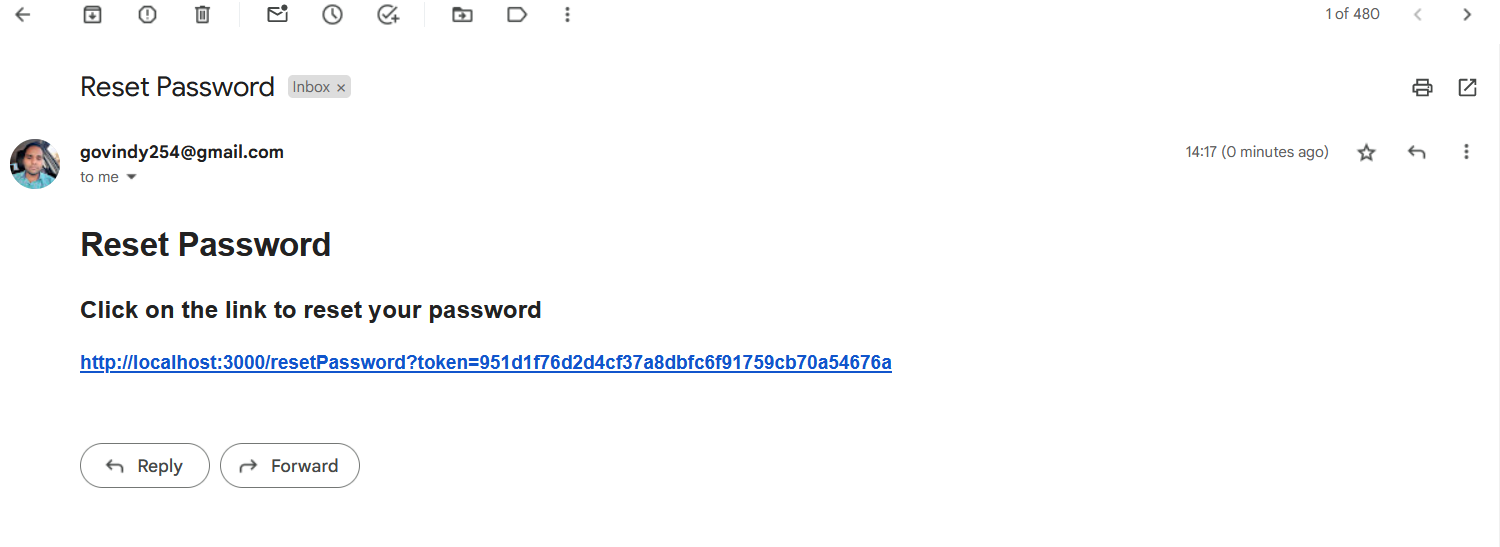 1 of 480
Reset Password Inbox ×
govindy254@gmail.com 14:17 (0 minutes ago)
to me
Reset Password
Click on the link to reset your password
http://localhost:3000/resetPassword?token=951d1f76d2d4cf37a8dbfc6f91759cb70a54676a
Reply Forward